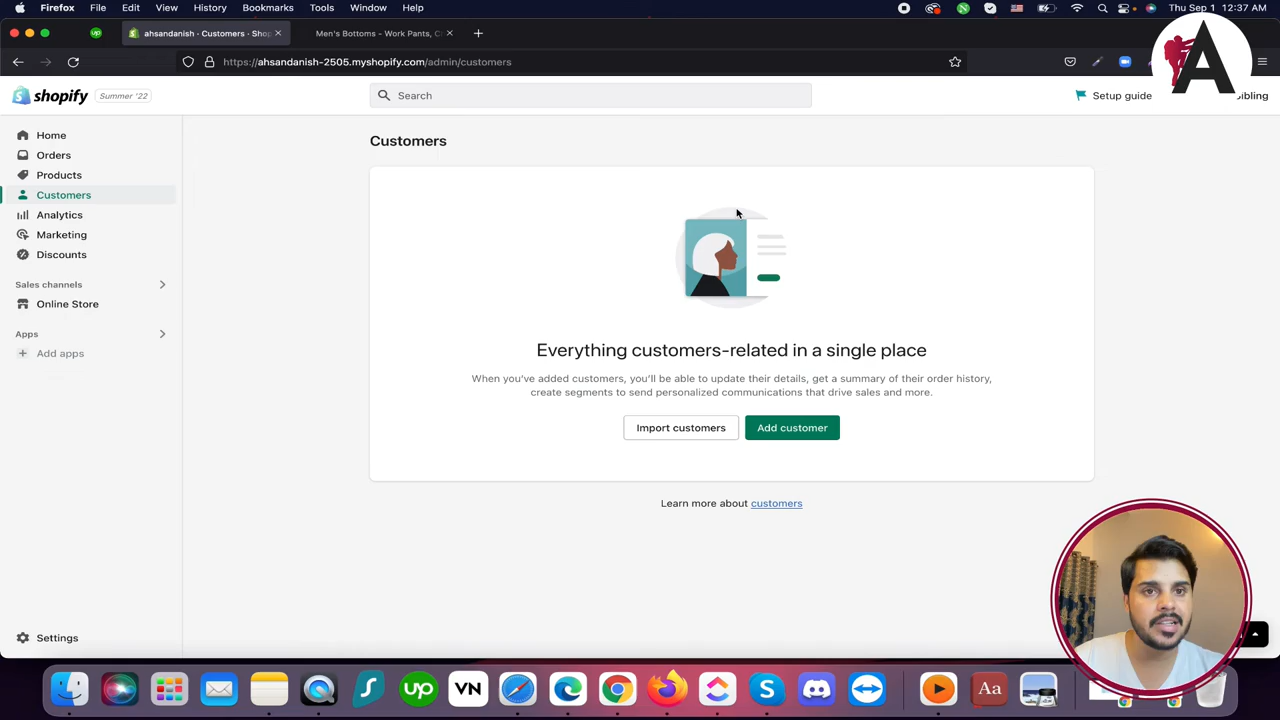 Firefox File Edit View History Bookmarks Tools Window Help
Thu Sep 1 12:37 AM
ahsandanish · Customers · Shop
Men's Bottoms - Work Pants, C
https://ahsandanish-2505.myshopify.com/admin/customers
A
shopify Summer '22
Search
Setup guide
ibling
Home
Orders
Products
Customers
Analytics
Marketing
Discounts
Sales channels
Online Store
Apps
Add apps
Settings
Customers
Everything customers-related in a single place
When you've added customers, you'll be able to update their details, get a summary of their order history,
create segments to send personalized communications that drive sales and more.
Import customers Add customer
Learn more about customers
up VN S Aa